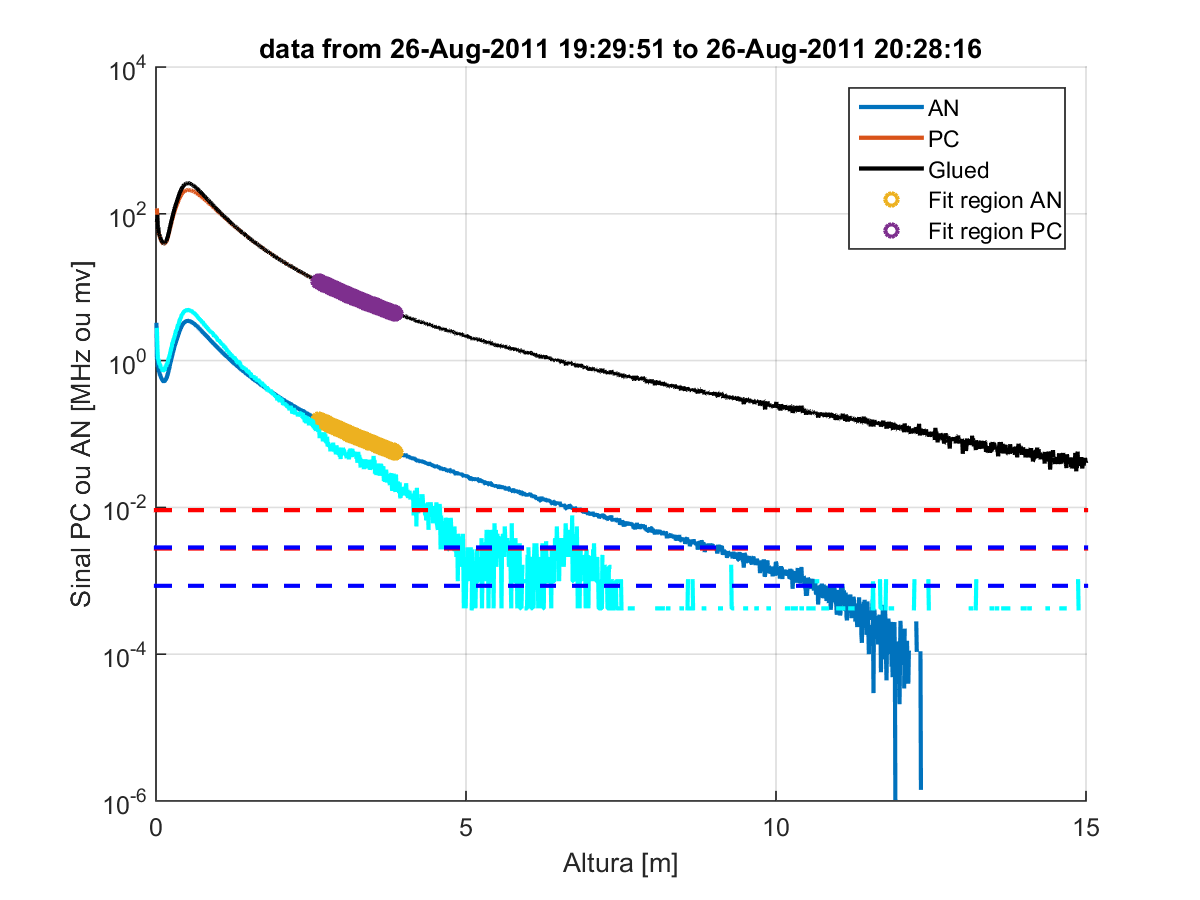 data from 26-Aug-2011 19:29:51 to 26-Aug-2011 20:28:16
Sinal PC ou AN [MHz ou mv]
10^4
10^2
10^0
10^-2
10^-4
10^-6
AN
PC
Glued
Fit region AN
Fit region PC
0 5 10 15
Altura [m]